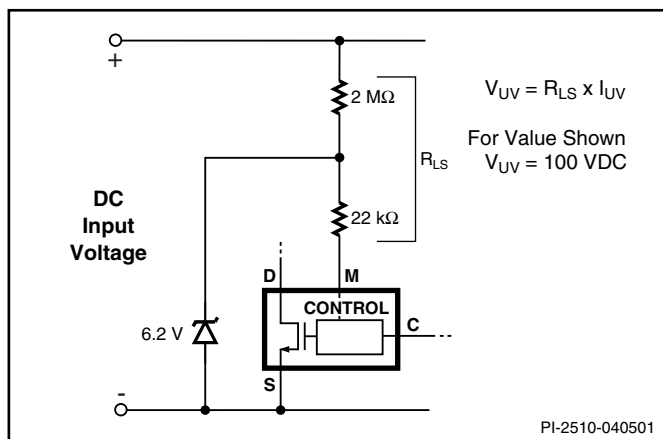 +
2 MΩ
V_UV = R_LS x I_UV
For Value Shown
V_UV = 100 VDC
R_LS
DC
Input
Voltage
22 kΩ
D
M
CONTROL
C
6.2 V
S
-
PI-2510-040501